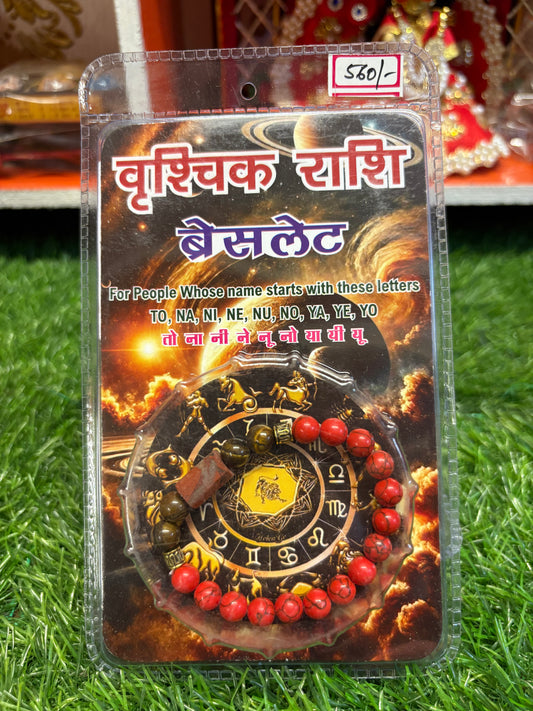 560/-
वृश्चिक राशि
ब्रेसलेट
For People Whose name starts with these letters
TO, NA, NI, NE, NU, NO, YA, YE, YO
तो ना नी ने नू नो या यी यू